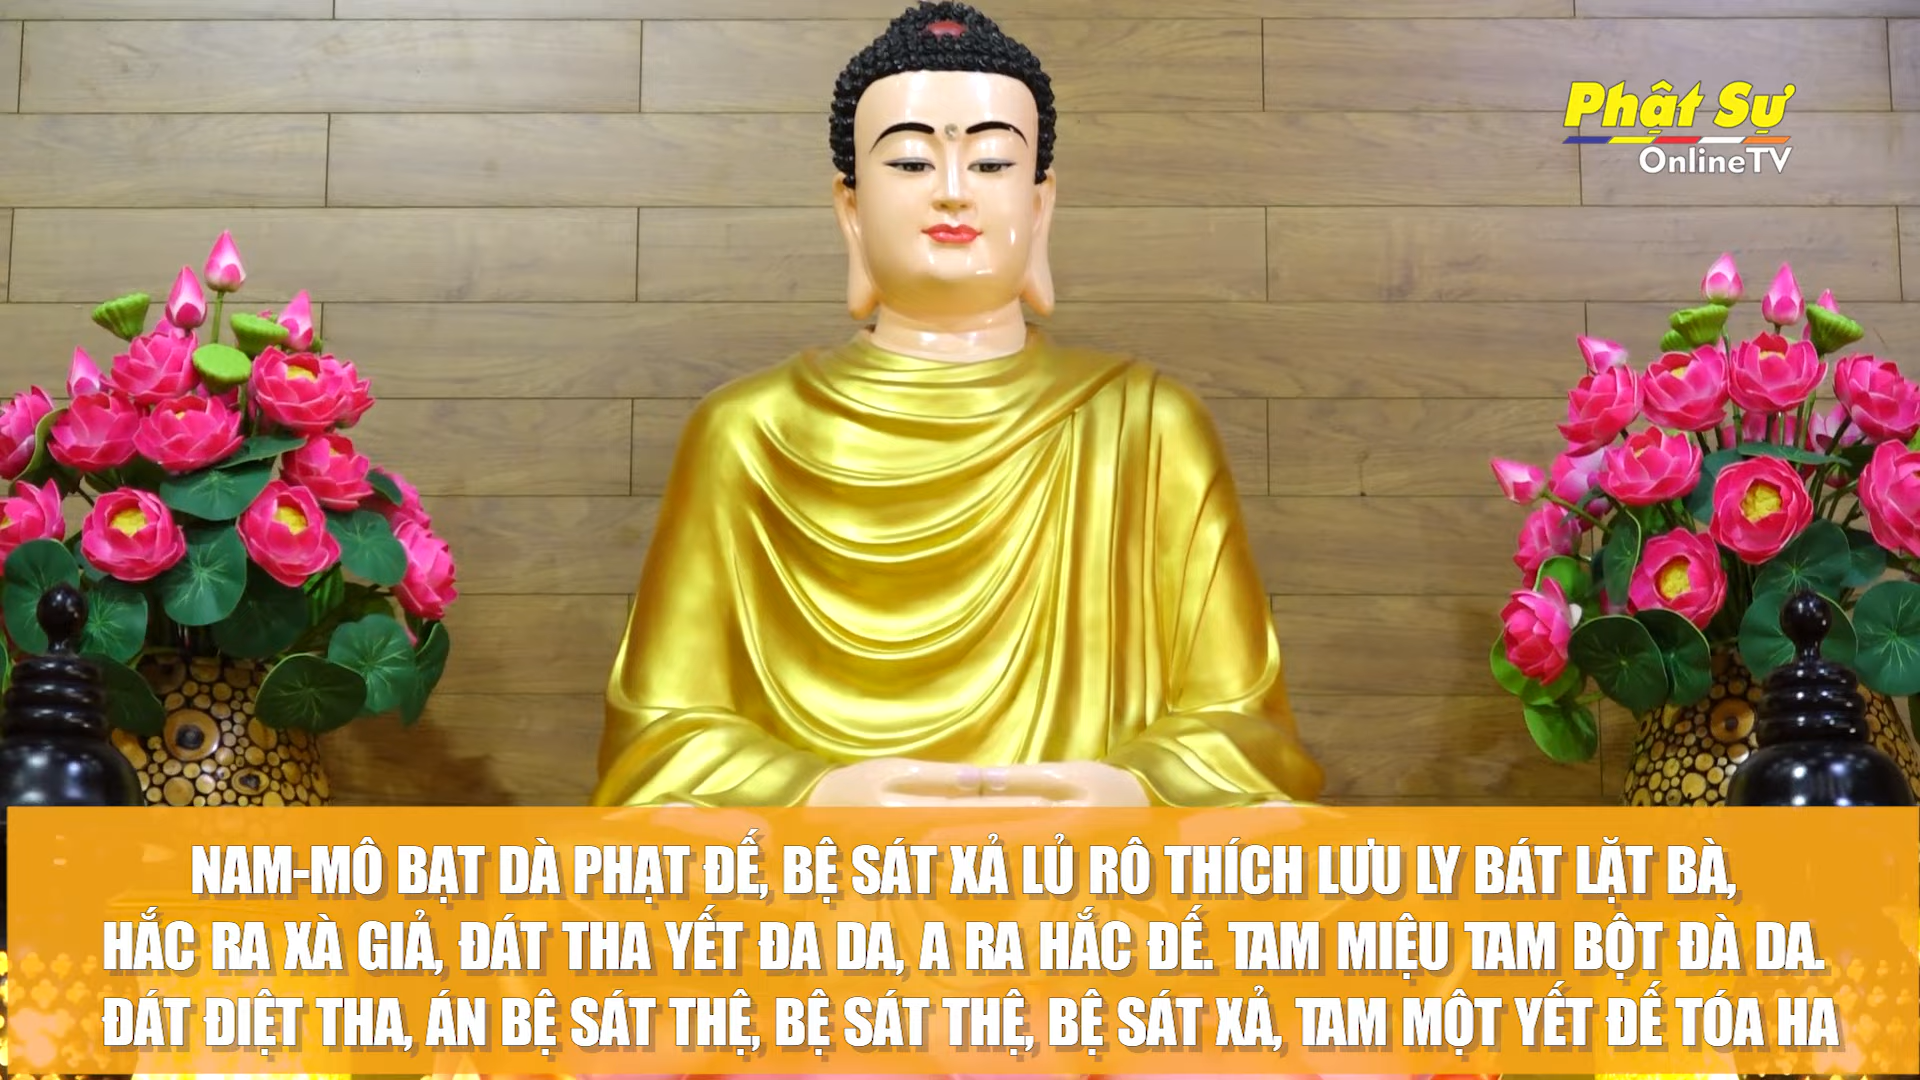 Phật Sự
OnlineTV
NAM-MÔ BẠT DÀ PHẠT ĐẾ, BỆ SÁT XẢ LỦ RÔ THÍCH LƯU LY BÁT LẶT BÀ,
HẮC RA XÀ GIẢ, ĐÁT THA YẾT ĐA DA, A RA HẮC ĐẾ. TAM MIỆU TAM BỘT ĐÀ DA.
ĐÁT ĐIỆT THA, ÁN BỆ SÁT THỆ, BỆ SÁT THỆ, BỆ SÁT XẢ, TAM MỘT YẾT ĐẾ TÓA HA